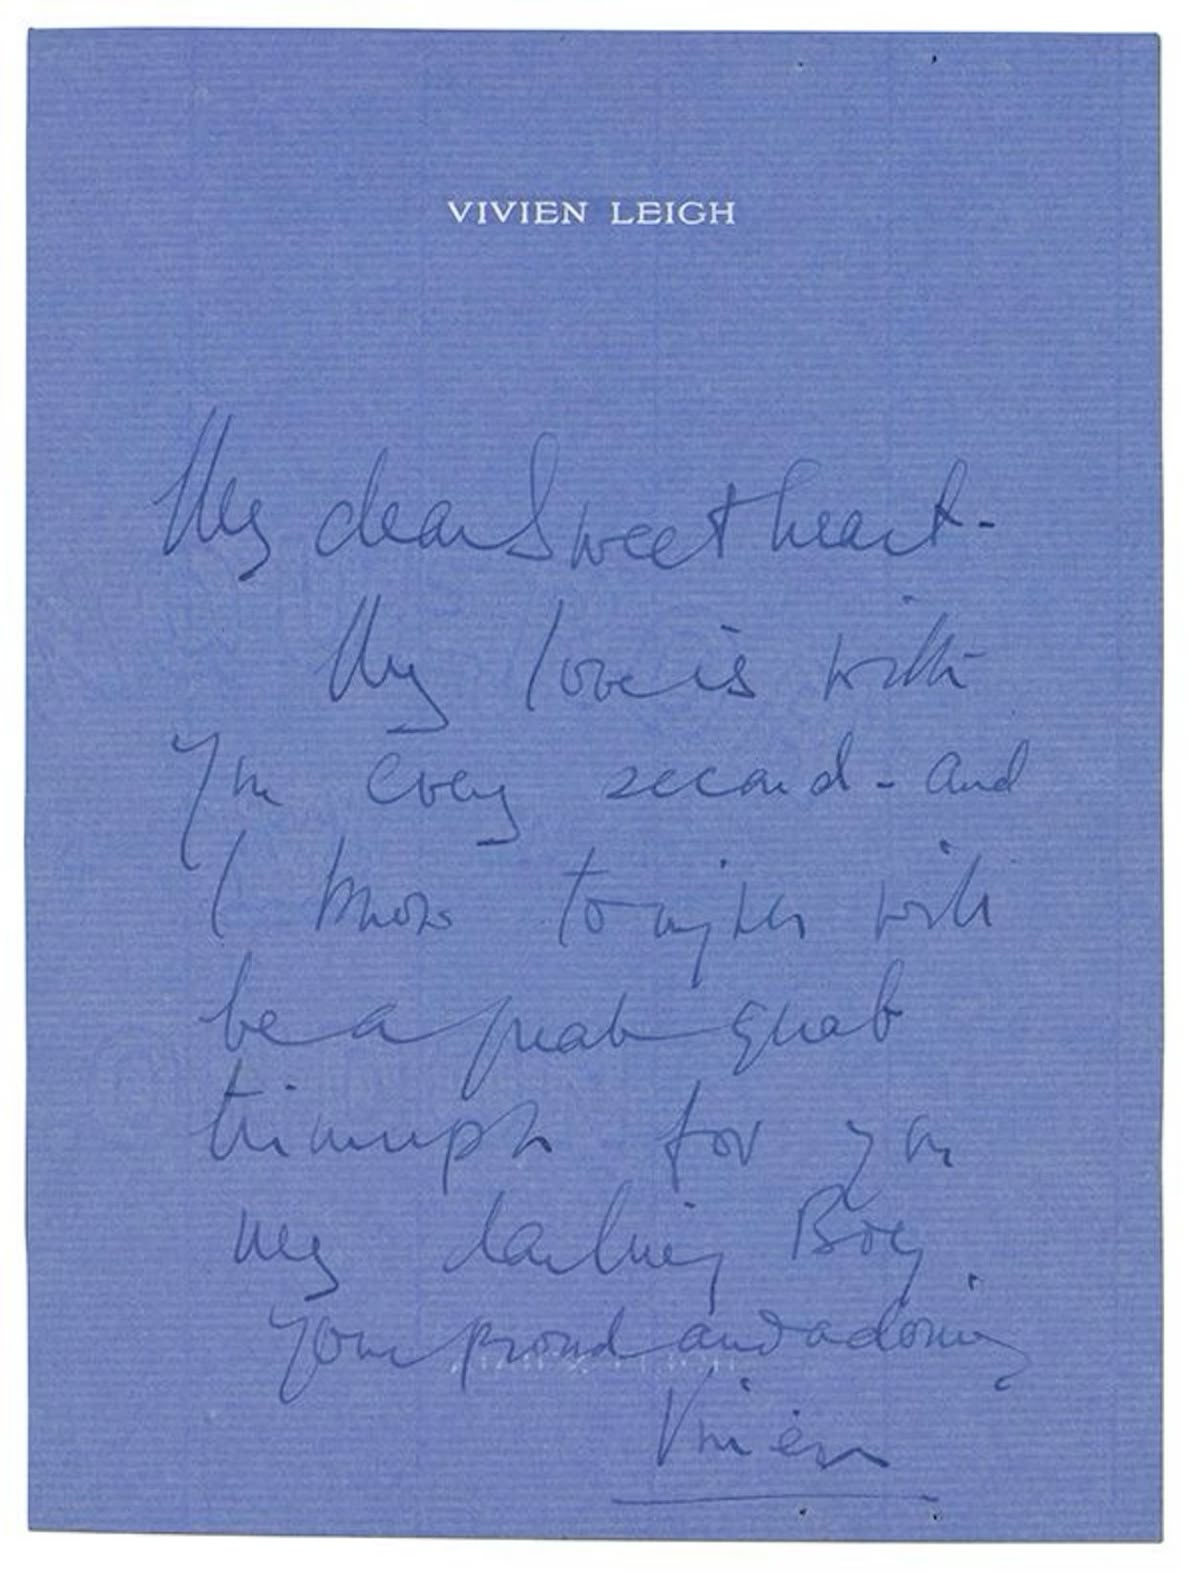 VIVIEN LEIGH
My dear Sweetheart -
My love is with
you every second - and
I know tonight will
be a great great
triumph for you
my darling Boy
Your proud and adoring
Vivien